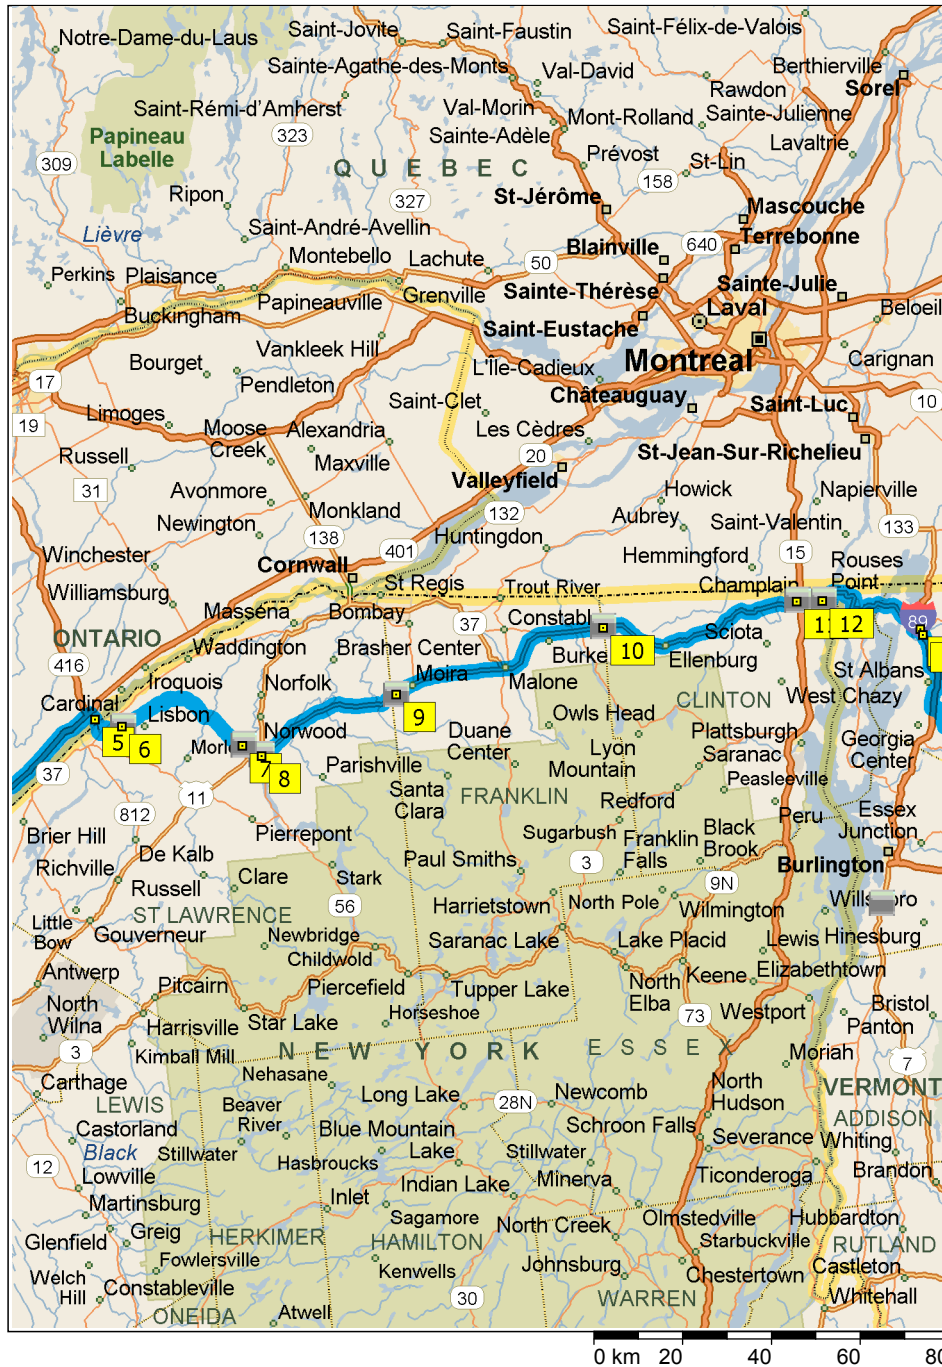 Notre-Dame-du-Laus
Saint-Jovite
Saint-Faustin
Saint-Félix-de-Valois
Sainte-Agathe-des-Monts
Val-David
Berthierville
Rawdon
Sorel
Saint-Rémi-d'Amherst
Val-Morin
Mont-Rolland
Sainte-Julienne
323
Papineau
Labelle
Sainte-Adèle
Lavaltrie
309
QUEBEC
Prévost
St-Lin
158
Ripon
327
St-Jérôme
Mascouche
Lièvre
Saint-André-Avellin
Blainville
640
Terrebonne
Montebello
Lachute
50
Perkins
Plaisance
Sainte-Thérèse
Sainte-Julie
Papineauville
Grenville
Laval
Beloeil
Buckingham
Saint-Eustache
Vankleek Hill
Montreal
Bourget
L'Île-Cadieux
Carignan
17
Pendleton
Châteauguay
10
Limoges
Saint-Clet
Saint-Luc
19
Moose
Creek
Alexandria
Les Cèdres
Russell
Maxville
20
St-Jean-Sur-Richelieu
31
Avonmore
Valleyfield
Howick
Napierville
Newington
Monkland
132
Aubrey
Saint-Valentin
133
138
401
Huntingdon
Winchester
Cornwall
Hemmingford
15
Rouses
Point
Williamsburg
St Regis
Trout River
Champlain
Massena
Bombay
37
Constabl
11
12
89
ONTARIO
Waddington
Brasher Center
Burke
10
Sciota
416
Moira
Malone
Ellenburg
St Albans
Iroquois
Norfolk
CLINTON
West Chazy
Cardinal
Lisbon
9
Owls Head
5
6
Norwood
Duane
Center
Plattsburgh
Georgia
Center
7
8
Lyon
Mountain
Saranac
37
Parishville
Peasleeville
11
Santa
Clara
FRANKLIN
Redford
Peru
Essex
Junction
812
Pierrepont
Sugarbush
Franklin
Falls
Black
Brook
Brier Hill
De Kalb
Richville
Paul Smiths
3
Burlington
Clare
Stark
9N
Russell
Harrietstown
North Pole
ST LAWRENCE
56
Wilmington
Little
Bow
Gouverneur
Newbridge
Saranac Lake
Lake Placid
Lewis
Hinesburg
Childwold
Antwerp
Pitcairn
Piercefield
Tupper Lake
North
Elba
Keene
Elizabethtown
North
Wilna
Horseshoe
Westport
Bristol
Harrisville
Star Lake
73
Panton
3
Kimball Mill
NEW YORK
ESSEX
Moriah
7
Nehasane
Carthage
Long Lake
Newcomb
North
Hudson
VERMONT
LEWIS
28N
ADDISON
Castorland
Beaver
River
Blue Mountain
Lake
Schroon Falls
Severance
Whiting
Black
Stillwater
Hasbroucks
Stillwater
12
Ticonderoga
Brandon
Lowville
Indian Lake
Minerva
Martinsburg
Inlet
Greig
Sagamore
North Creek
Olmstedville
Hubbardton
Glenfield
HERKIMER
HAMILTON
Starbuckville
RUTLAND
Fowlersville
Kenwells
Johnsburg
Castleton
Welch
Hill
Constableville
Chestertown
30
WARREN
Whitehall
ONEIDA
Atwell
0 km 20 40 60